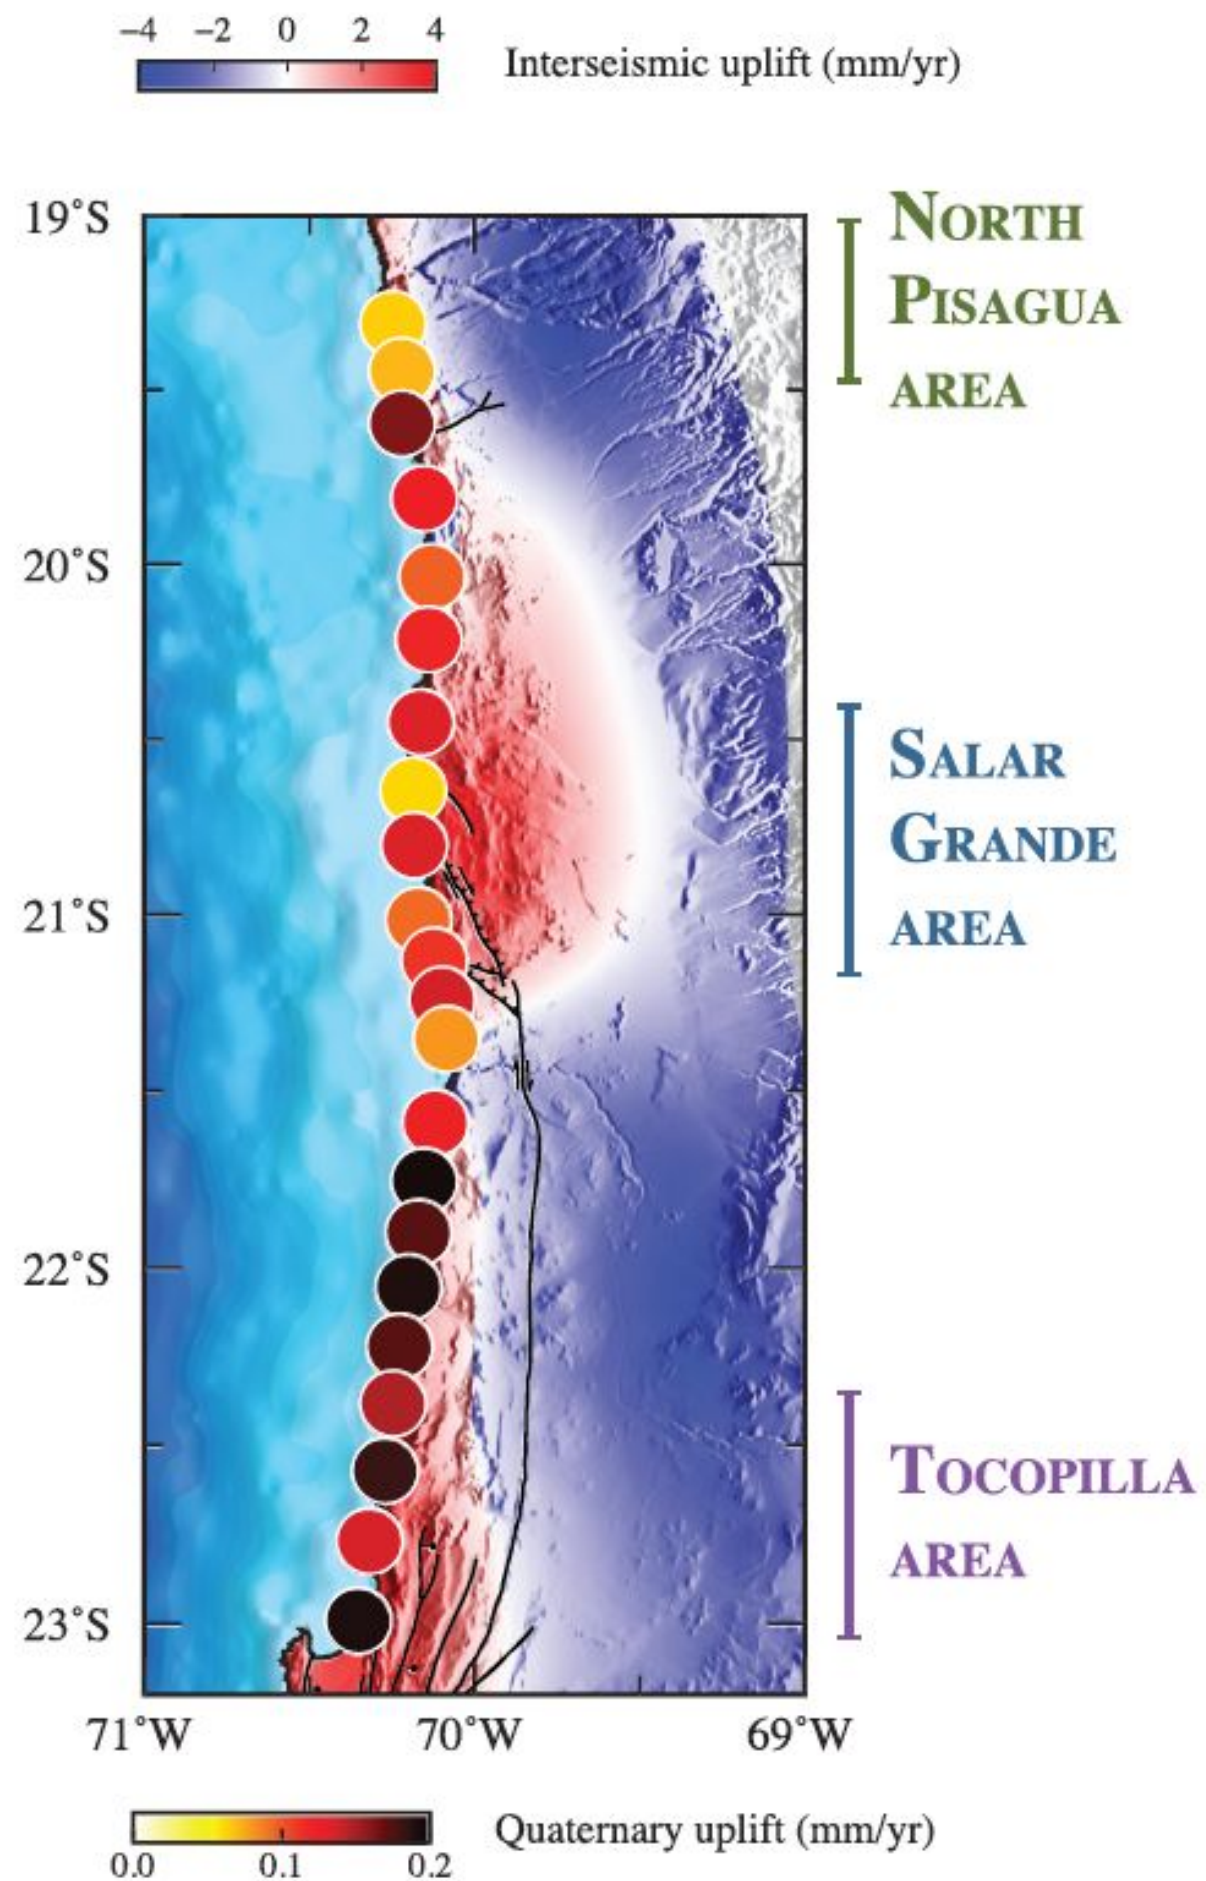 −4 −2 0 2 4
Interseismic uplift (mm/yr)
19°S
20°S
21°S
22°S
23°S
71°W 70°W 69°W
NORTH
PISAGUA
AREA
SALAR
GRANDE
AREA
TOCOPILLA
AREA
Quaternary uplift (mm/yr)
0.0 0.1 0.2